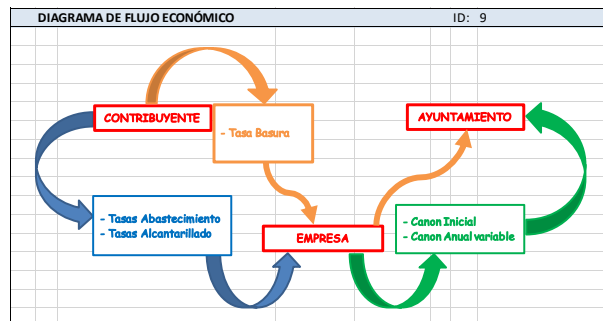 DIAGRAMA DE FLUJO ECONÓMICO ID: 9
CONTRIBUYENTE
- Tasa Basura
AYUNTAMIENTO
- Tasas Abastecimiento
- Tasas Alcantarillado
EMPRESA
- Canon Inicial
- Canon Anual variable